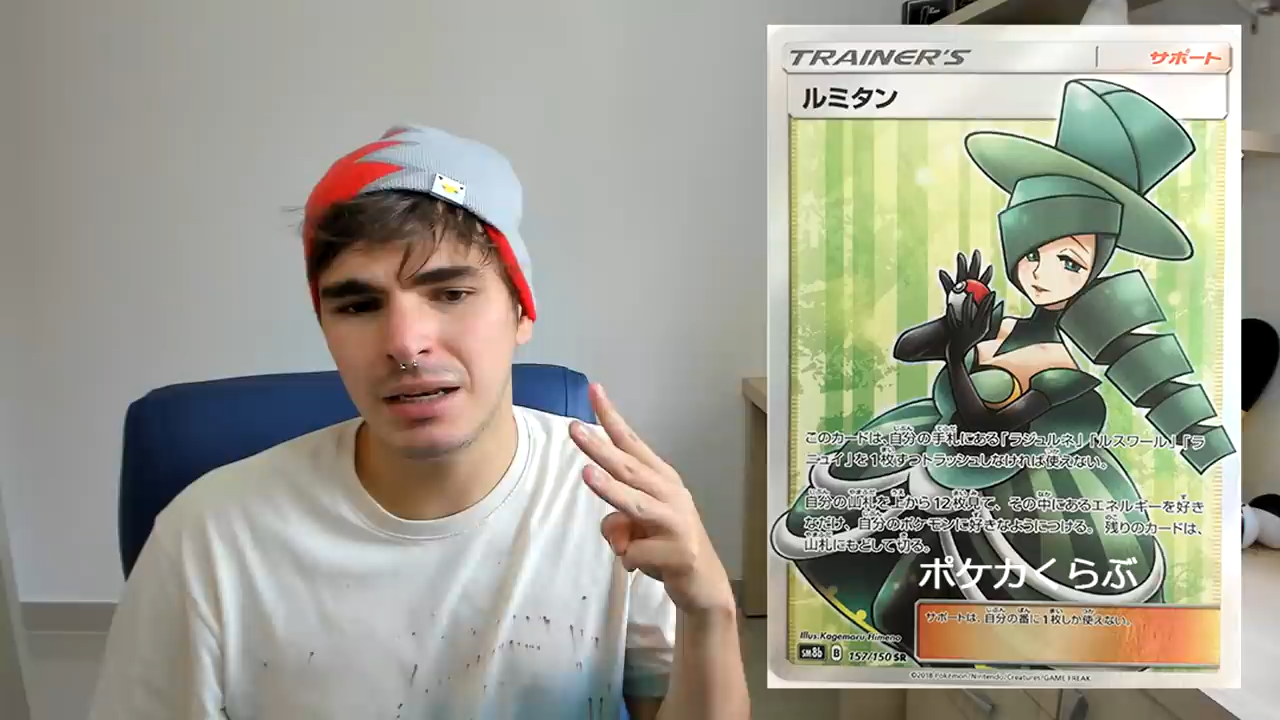 TRAINER'S
サポート
ルミタン
このカードは、自分の手札にある「ラジュルネ」「ルスワール」「ラ
ニュイ」を1枚ずつトラッシュしなければ使えない。
自分の山札を上から12枚見て、その中にあるエネルギーを好き
なだけ、自分のポケモンに好きなようにつける。残りのカードは、
山札にもどして切る。
ポケカくらぶ
サポートは、自分の番に1枚しか使えない。
Illus. Kagemaru Himeno
sm8b B 157/150 SR
©2018 Pokémon/Nintendo/Creatures/GAME FREAK.